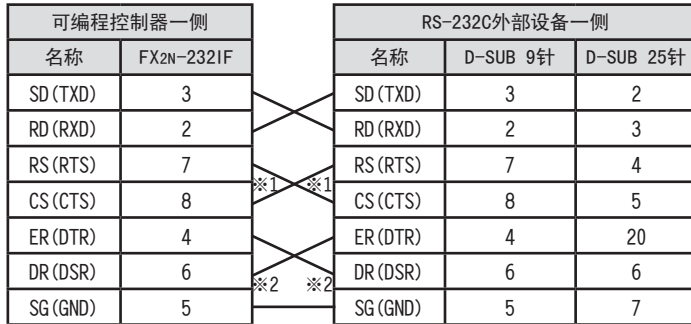 可编程控制器一侧 RS-232C外部设备一侧
名称 FX2N-232IF 名称 D-SUB 9针 D-SUB 25针
SD(TXD) 3 SD(TXD) 3 2
RD(RXD) 2 RD(RXD) 2 3
RS(RTS) 7 RS(RTS) 7 4
※1 ※1
CS(CTS) 8 CS(CTS) 8 5
ER(DTR) 4 ER(DTR) 4 20
DR(DSR) 6 DR(DSR) 6 6
※2 ※2
SG(GND) 5 SG(GND) 5 7